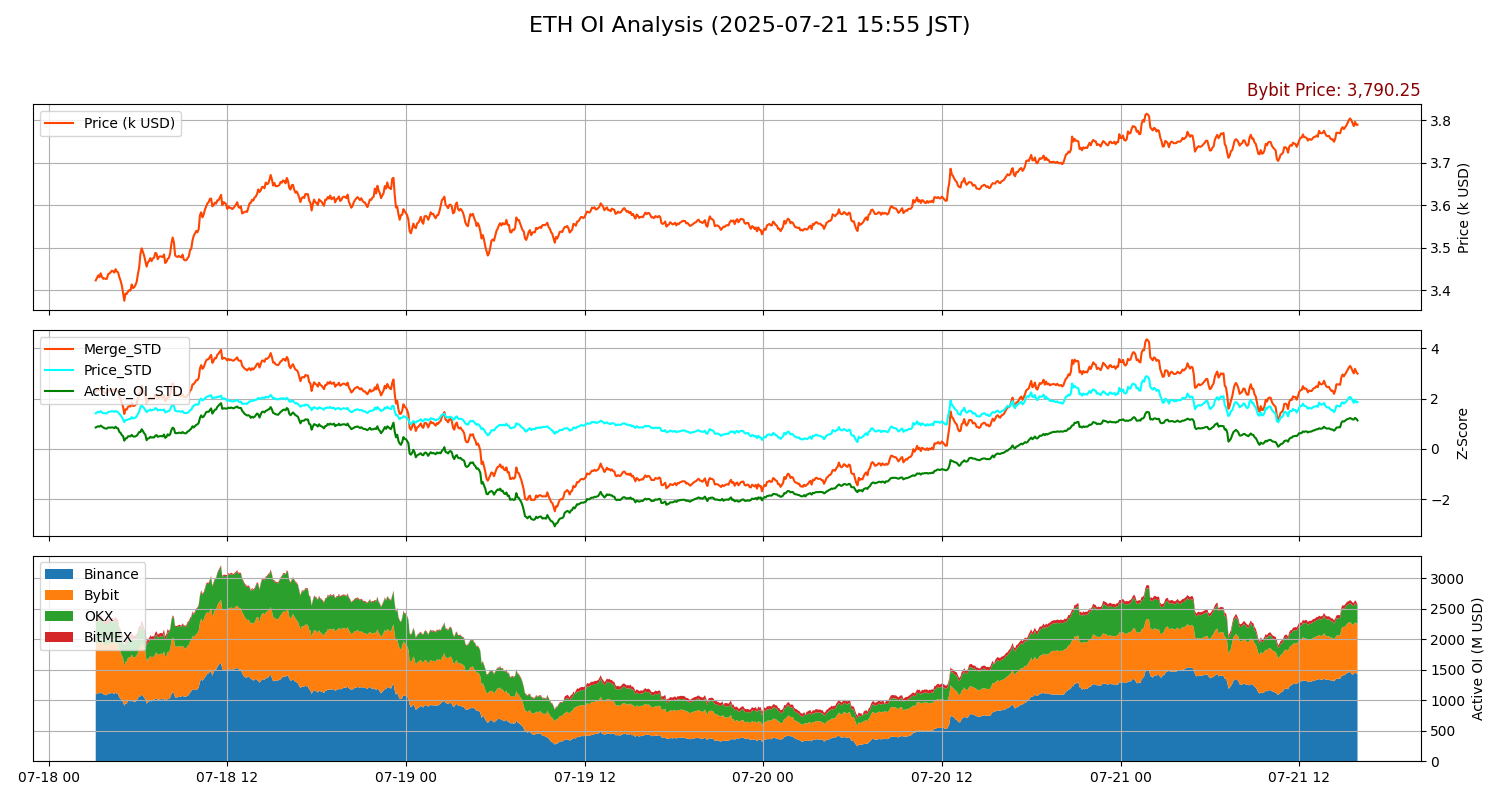 ETH OI Analysis (2025-07-21 15:55 JST)
Bybit Price: 3,790.25
Price (k USD)
3.8
3.7
3.6
3.5
3.4
Price (k USD)
Merge_STD
Price_STD
Active_OI_STD
4
2
0
−2
Z-Score
Binance
Bybit
OKX
BitMEX
3000
2500
2000
1500
1000
500
0
Active OI (M USD)
07-18 00
07-18 12
07-19 00
07-19 12
07-20 00
07-20 12
07-21 00
07-21 12